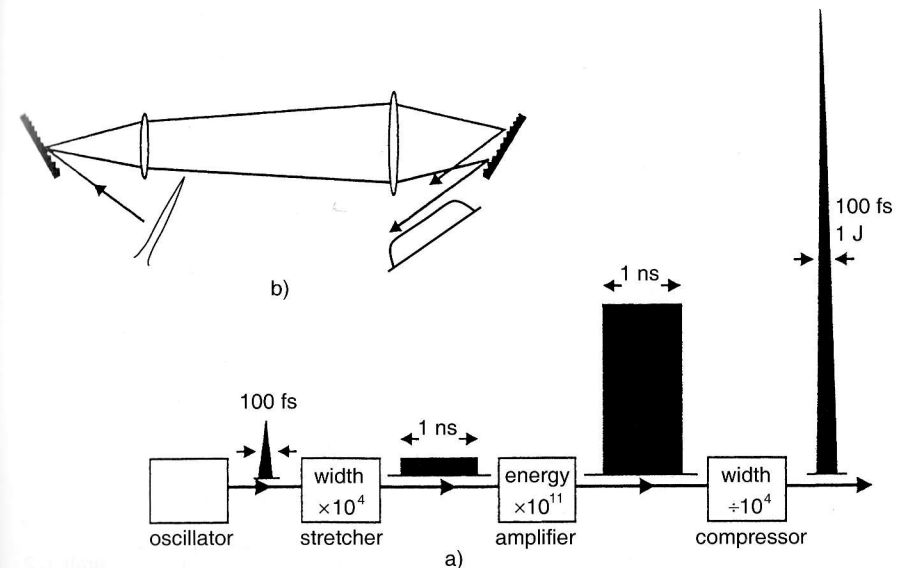 b)
100 fs
1 J
1 ns
100 fs
1 ns
width
×10⁴
energy
×10¹¹
width
÷10⁴
oscillator
stretcher
amplifier
compressor
a)